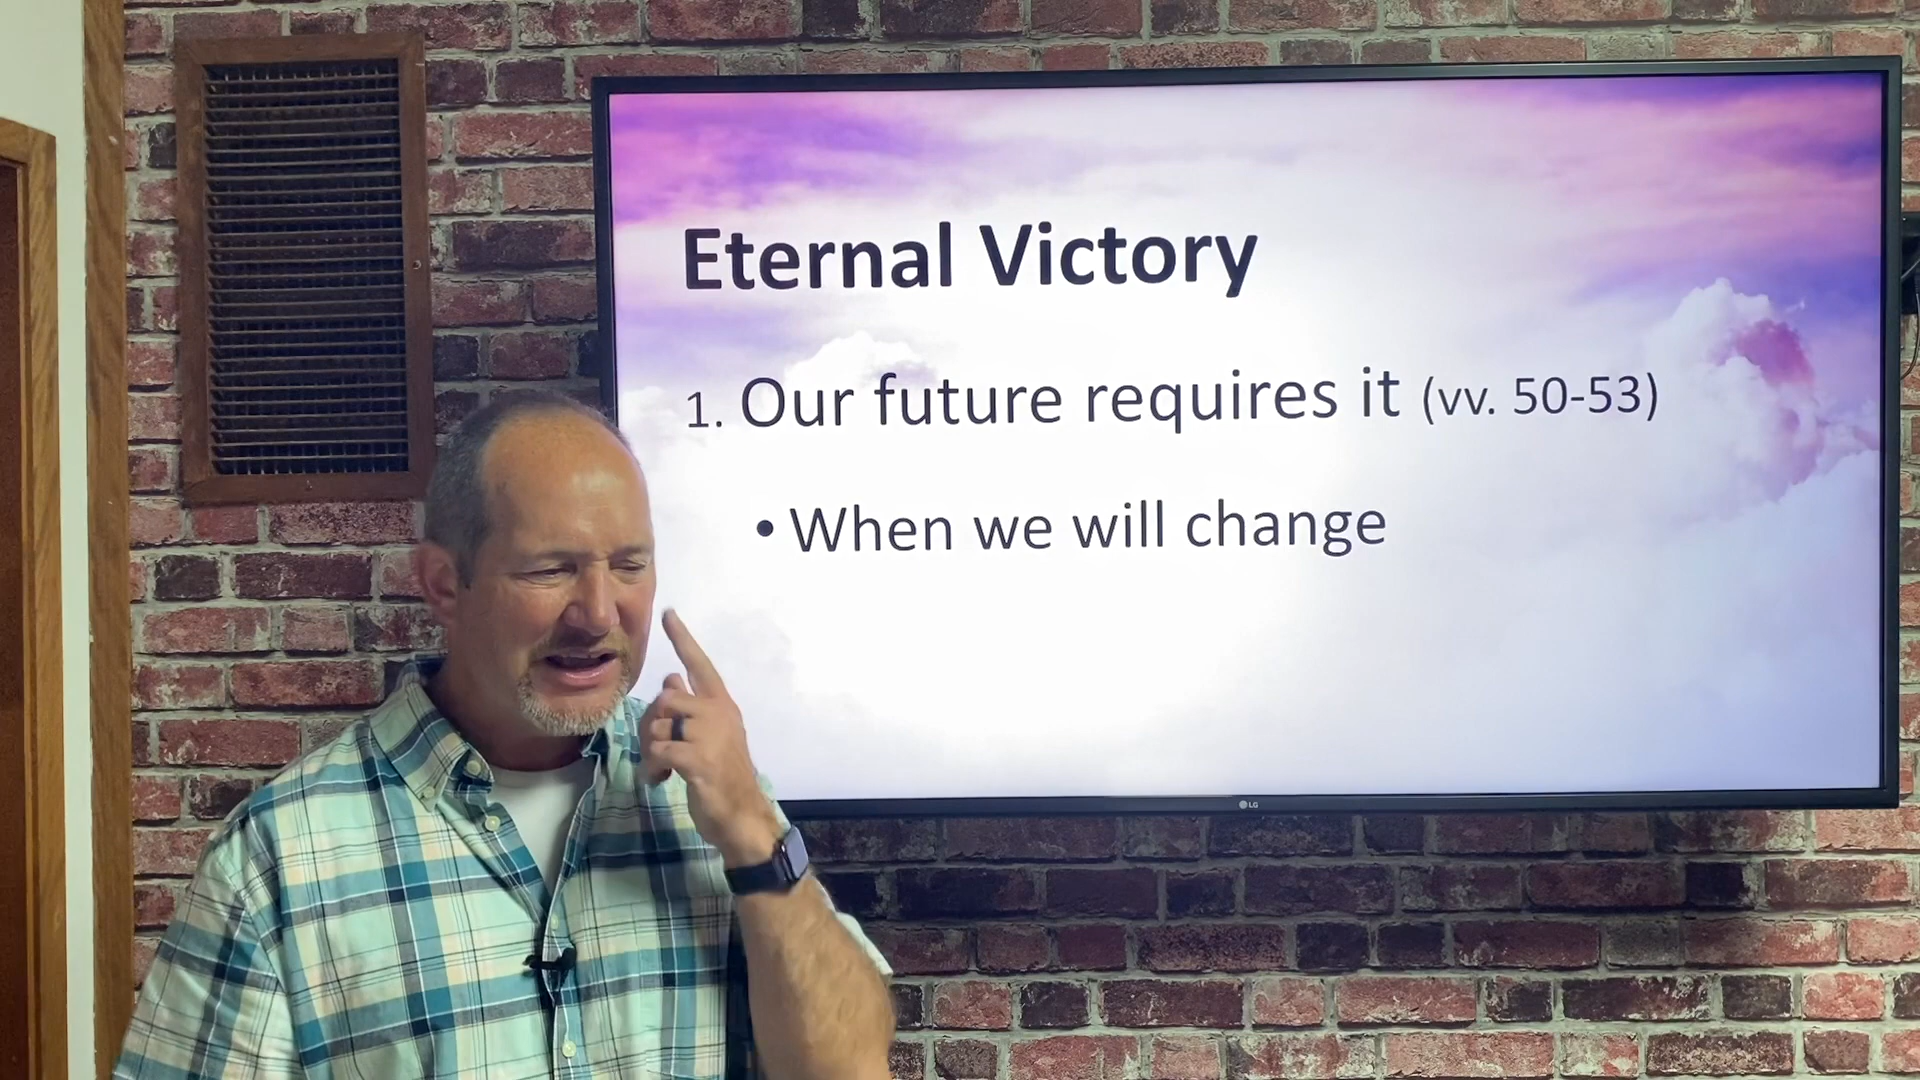 Eternal Victory
1. Our future requires it (vv. 50-53)
• When we will change
LG